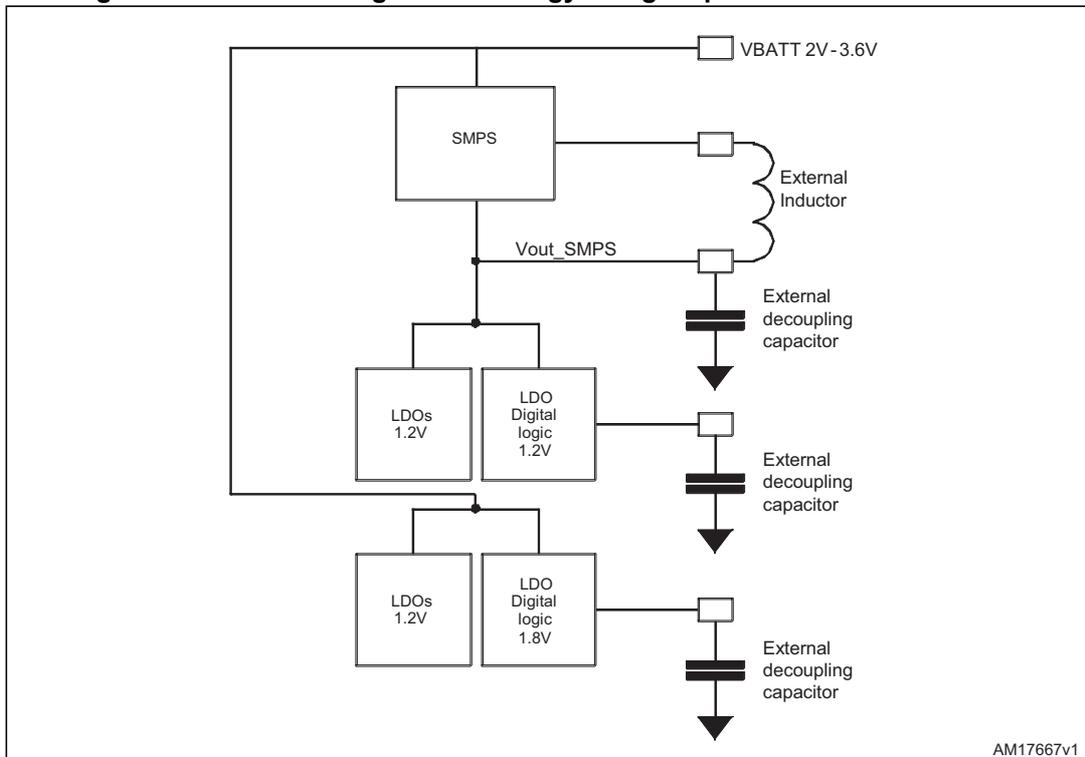 VBATT 2V-3.6V
SMPS
External
Inductor
Vout_SMPS
External
decoupling
capacitor
LDOs
1.2V
LDO
Digital
logic
1.2V
External
decoupling
capacitor
LDOs
1.2V
LDO
Digital
logic
1.8V
External
decoupling
capacitor
AM17667v1